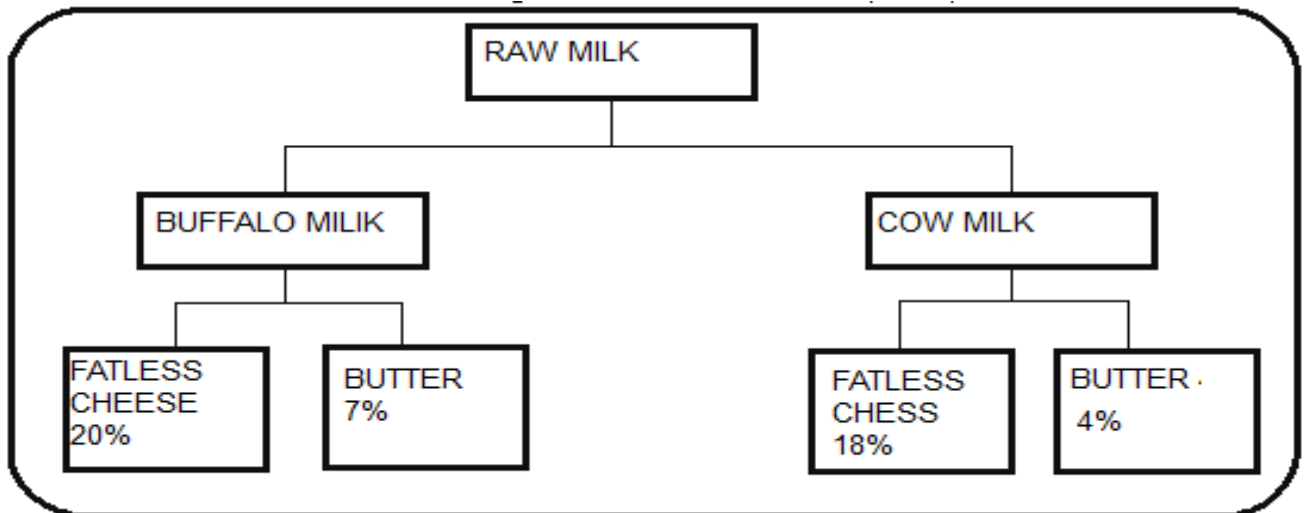 RAW MILK
BUFFALO MILIK
COW MILK
FATLESS
CHEESE
20%
BUTTER
7%
FATLESS
CHESS
18%
BUTTER .
4%